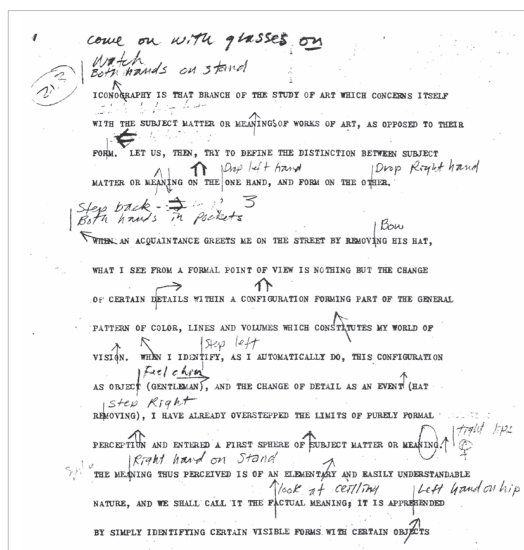 1 come on with glasses on
Watch
Both hands on stand
21.2
ICONOGRAPHY IS THAT BRANCH OF THE STUDY OF ART WHICH CONCERNS ITSELF
WITH THE SUBJECT MATTER OR MEANING OF WORKS OF ART, AS OPPOSED TO THEIR
FORM. LET US, THEN, TRY TO DEFINE THE DISTINCTION BETWEEN SUBJECT
Drop left hand Drop Right hand
MATTER OR MEANING ON THE ONE HAND, AND FORM ON THE OTHER.
Step back - 3
Both hands in pockets
Bow
WHEN AN ACQUAINTANCE GREETS ME ON THE STREET BY REMOVING HIS HAT,
WHAT I SEE FROM A FORMAL POINT OF VIEW IS NOTHING BUT THE CHANGE
OF CERTAIN DETAILS WITHIN A CONFIGURATION FORMING PART OF THE GENERAL
PATTERN OF COLOR, LINES AND VOLUMES WHICH CONSTITUTES MY WORLD OF
Step left
VISION. WHEN I IDENTIFY, AS I AUTOMATICALLY DO, THIS CONFIGURATION
Feel chin
AS OBJECT (GENTLEMAN), AND THE CHANGE OF DETAIL AS AN EVENT (HAT
Step Right
REMOVING), I HAVE ALREADY OVERSTEPPED THE LIMITS OF PURELY FORMAL
tight lips
PERCEPTION AND ENTERED A FIRST SPHERE OF SUBJECT MATTER OR MEANING.
Right hand on Stand
THE MEANING THUS PERCEIVED IS OF AN ELEMENTARY AND EASILY UNDERSTANDABLE
look at ceiling Left hand on hip
NATURE, AND WE SHALL CALL IT THE FACTUAL MEANING; IT IS APPREHENDED
BY SIMPLY IDENTIFYING CERTAIN VISIBLE FORMS WITH CERTAIN OBJECTS